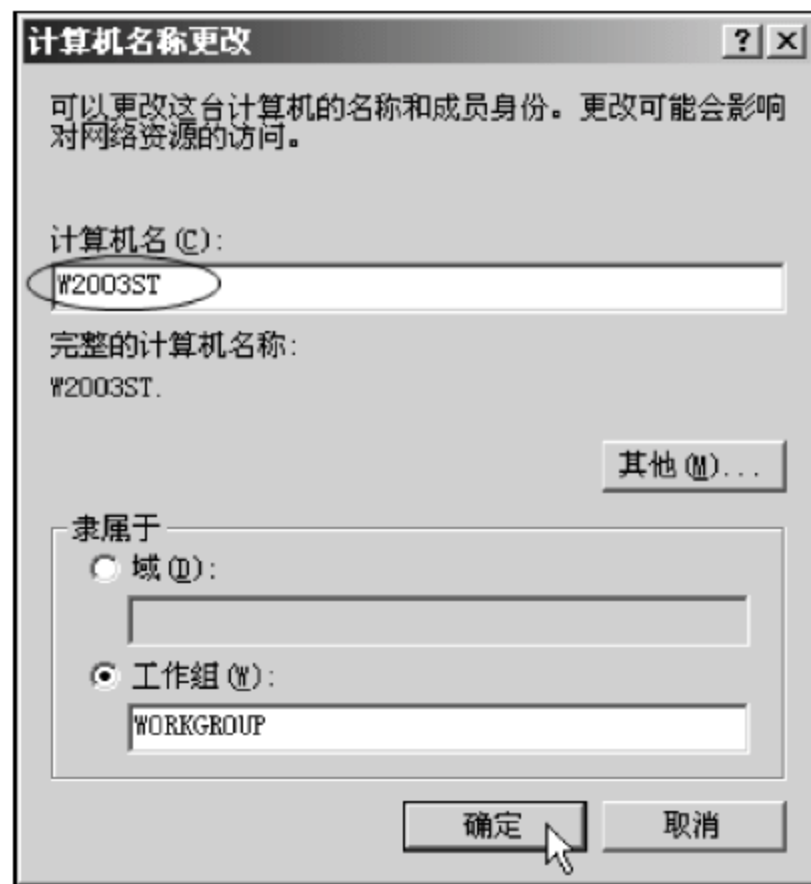 计算机名称更改
可以更改这台计算机的名称和成员身份。更改可能会影响
对网络资源的访问。
计算机名(C):
W2003ST
完整的计算机名称:
W2003ST.
其他(M)...
隶属于
域(D):
工作组(W):
WORKGROUP
确定 取消